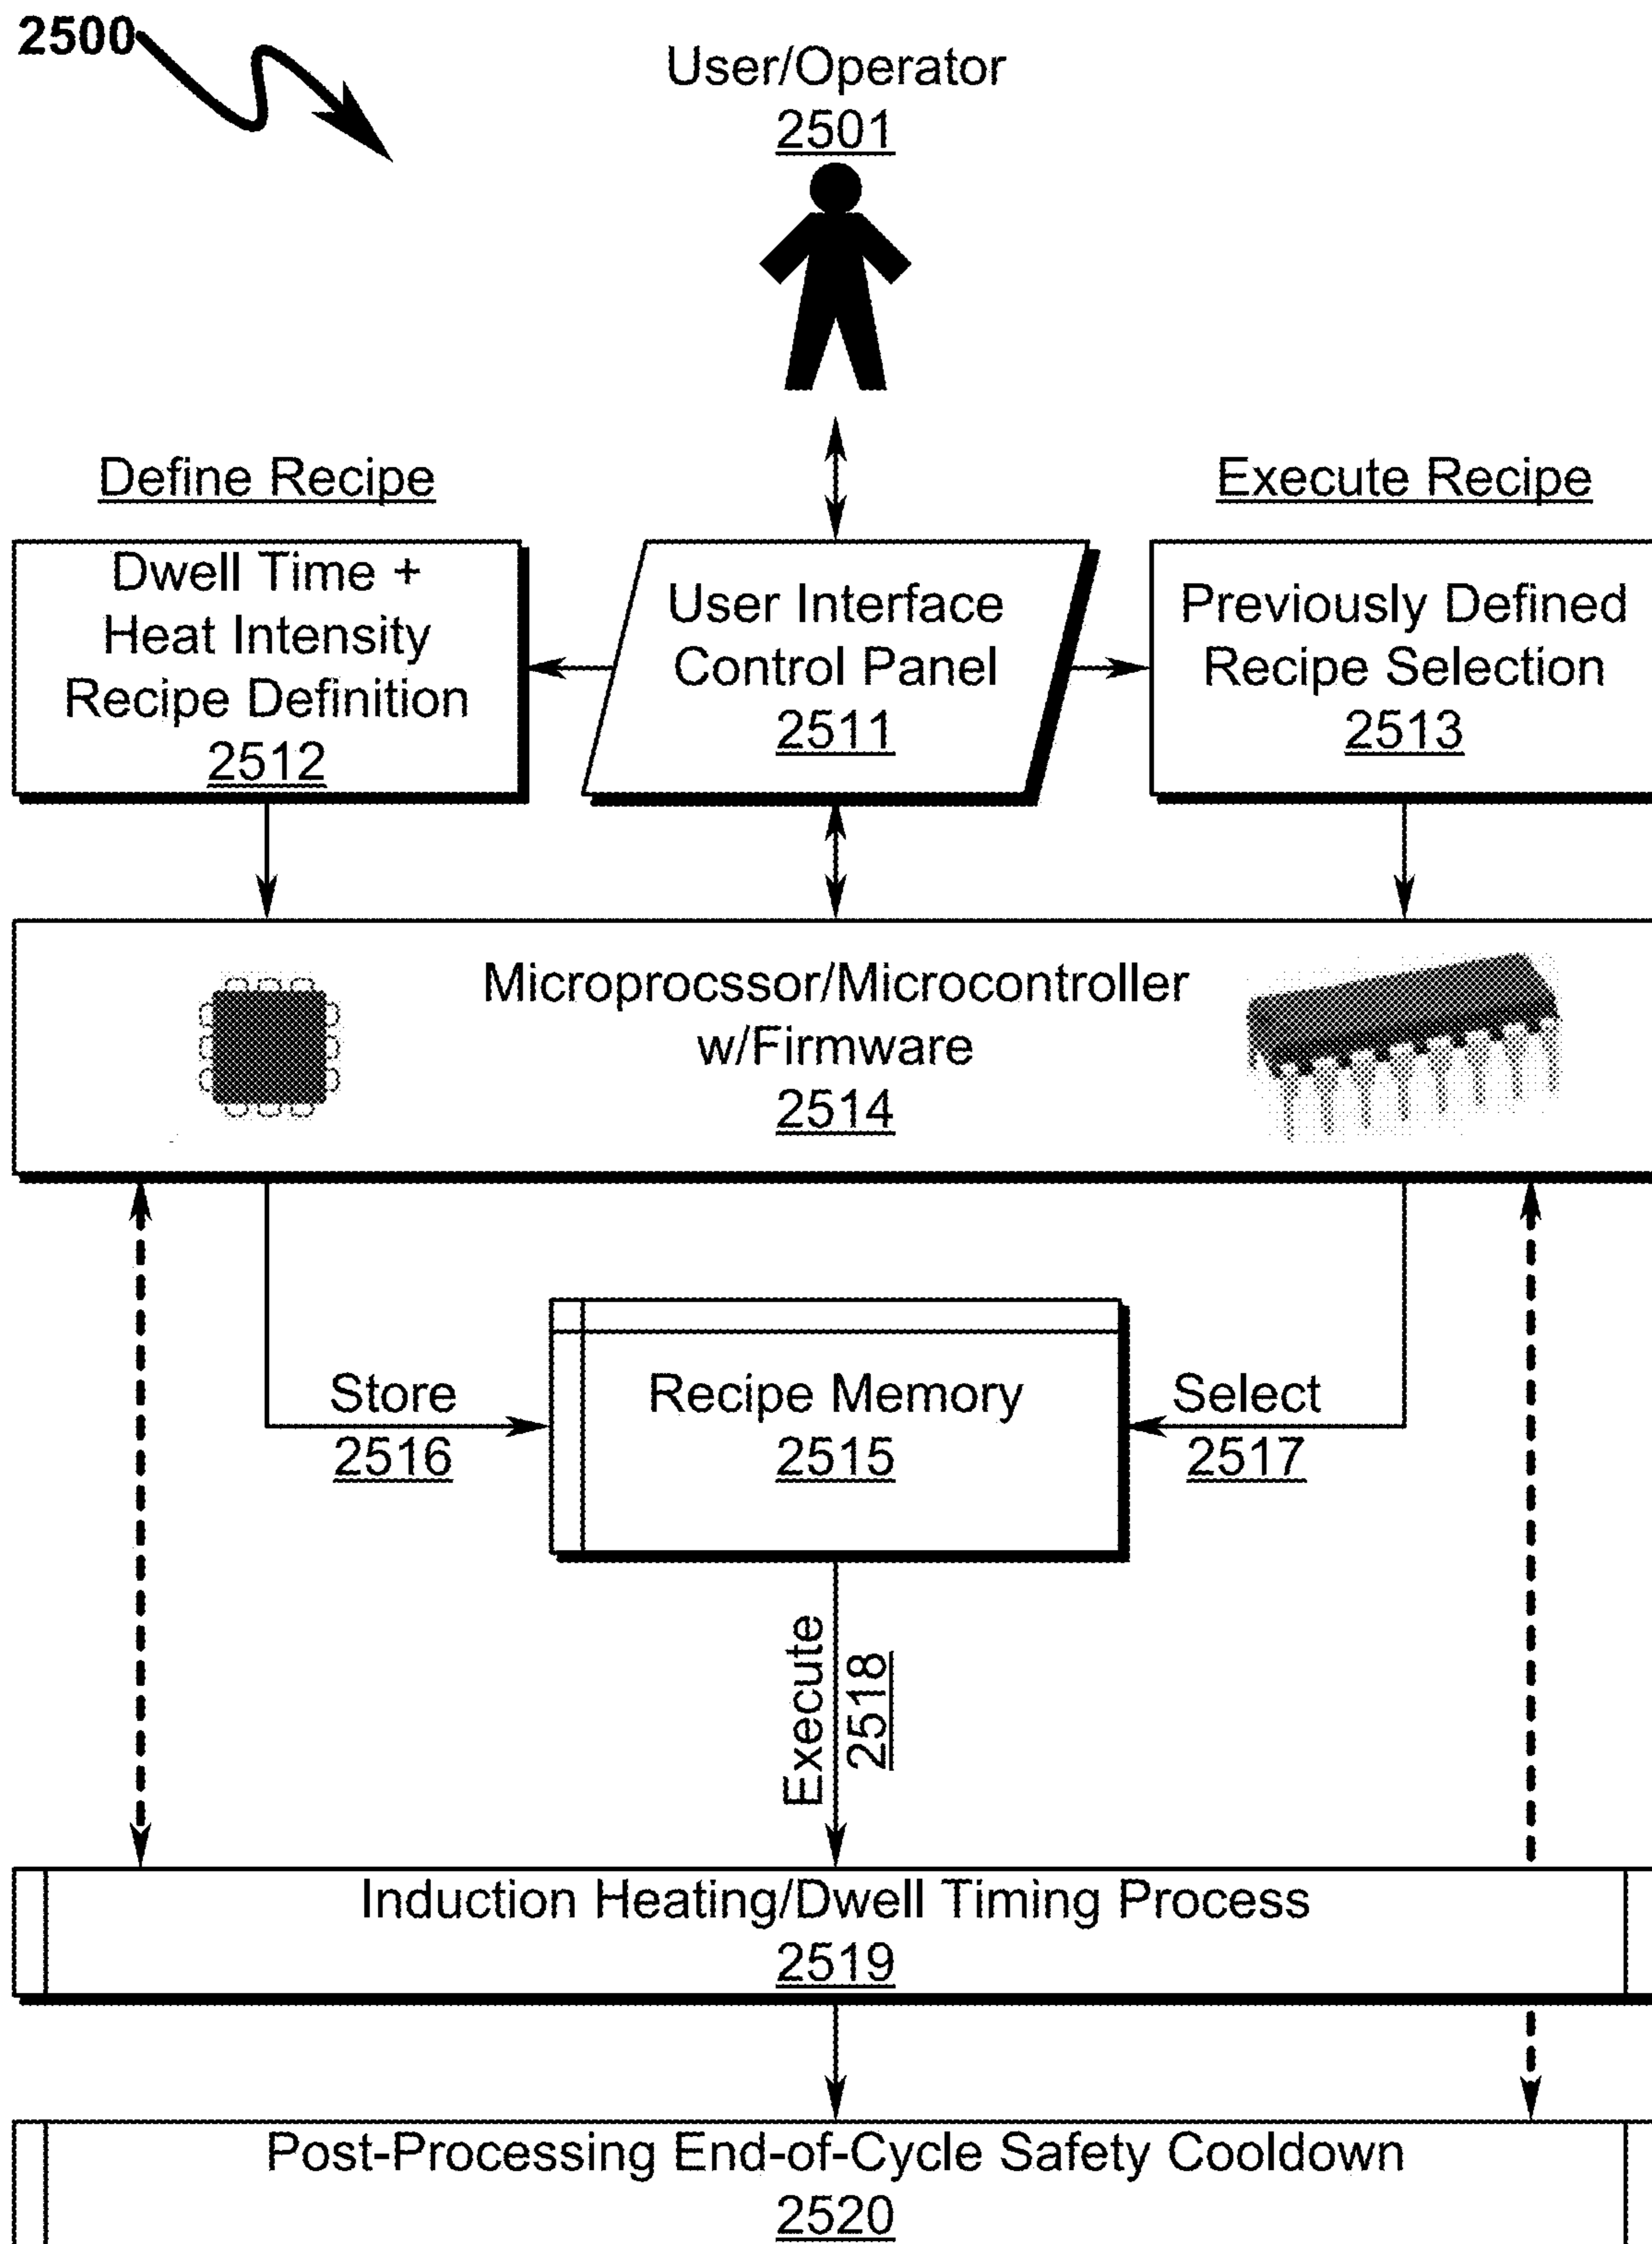 2500
User/Operator
2501
Define Recipe
Execute Recipe
Dwell Time +
Heat Intensity
Recipe Definition
2512
User Interface
Control Panel
2511
Previously Defined
Recipe Selection
2513
Microprocssor/Microcontroller
w/Firmware
2514
Store
2516
Recipe Memory
2515
Select
2517
Execute
2518
Induction Heating/Dwell Timing Process
2519
Post-Processing End-of-Cycle Safety Cooldown
2520